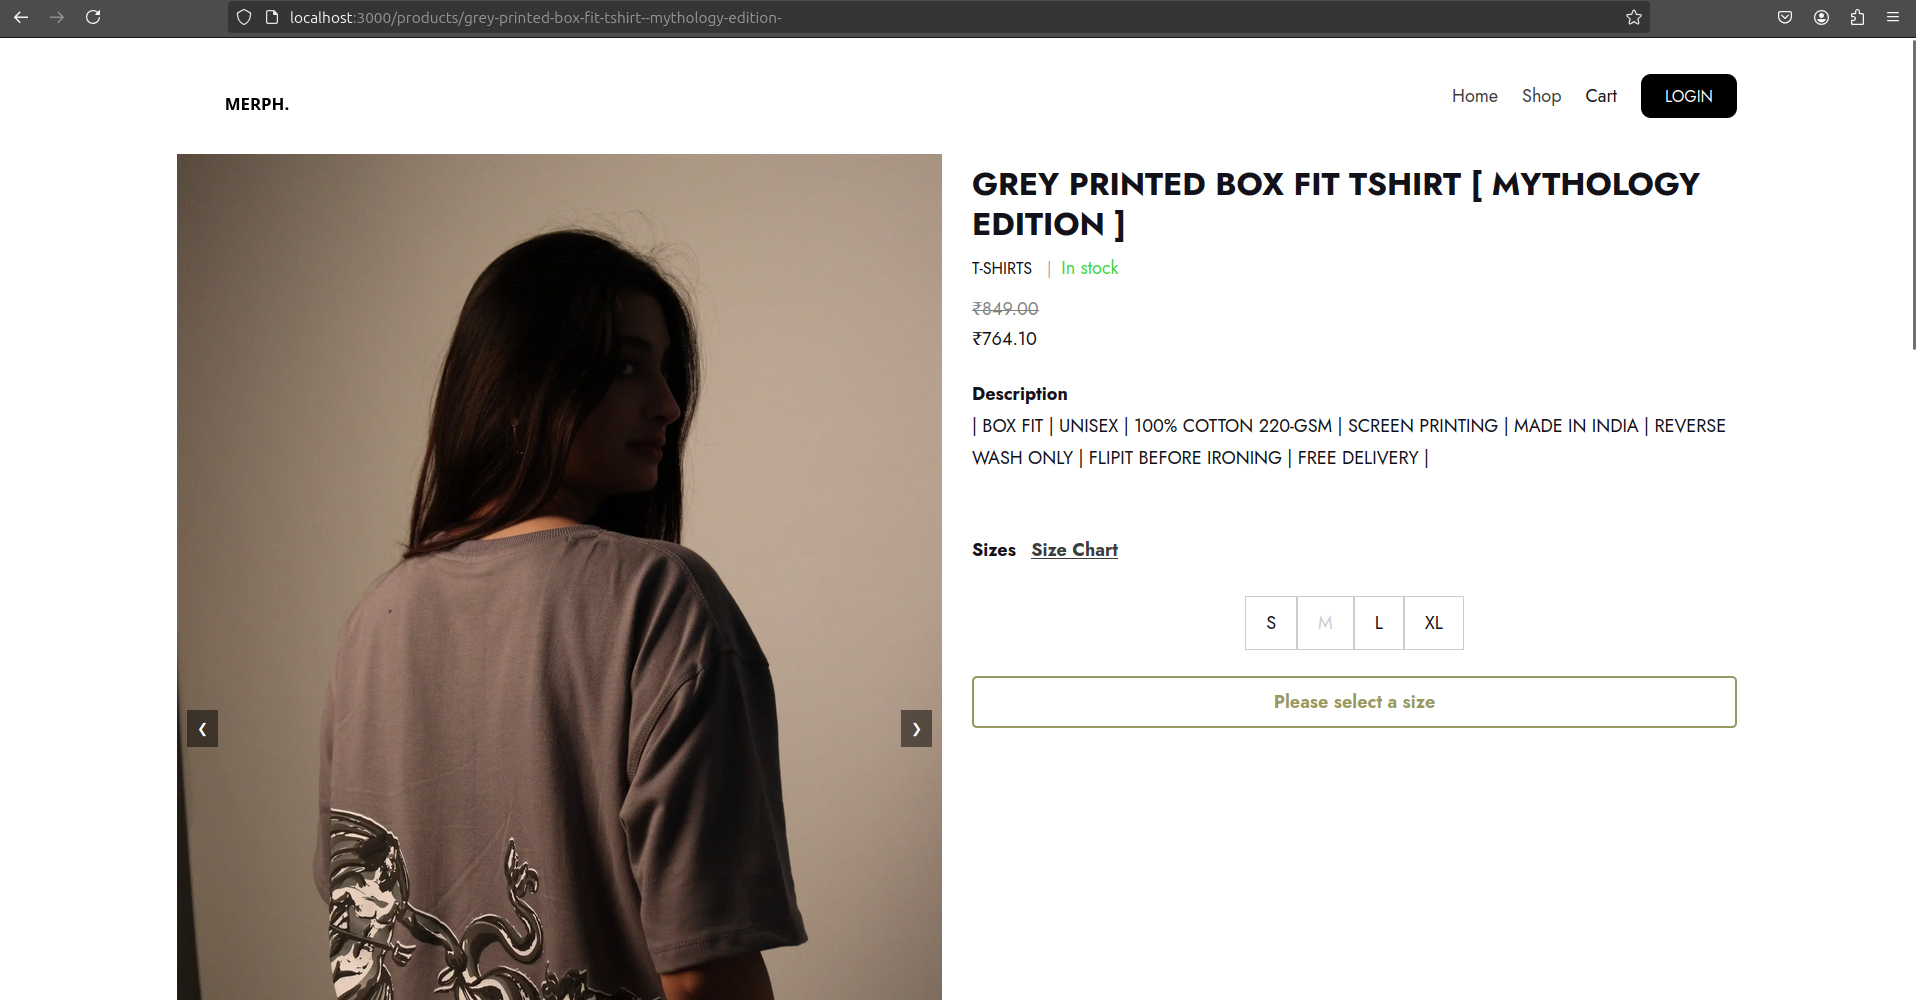 localhost:3000/products/grey-printed-box-fit-tshirt--mythology-edition-
MERPH.
Home Shop Cart LOGIN
GREY PRINTED BOX FIT TSHIRT [ MYTHOLOGY
EDITION ]
T-SHIRTS | In stock
₹849.00
₹764.10
Description
| BOX FIT | UNISEX | 100% COTTON 220-GSM | SCREEN PRINTING | MADE IN INDIA | REVERSE
WASH ONLY | FLIPIT BEFORE IRONING | FREE DELIVERY |
Sizes Size Chart
S M L XL
Please select a size